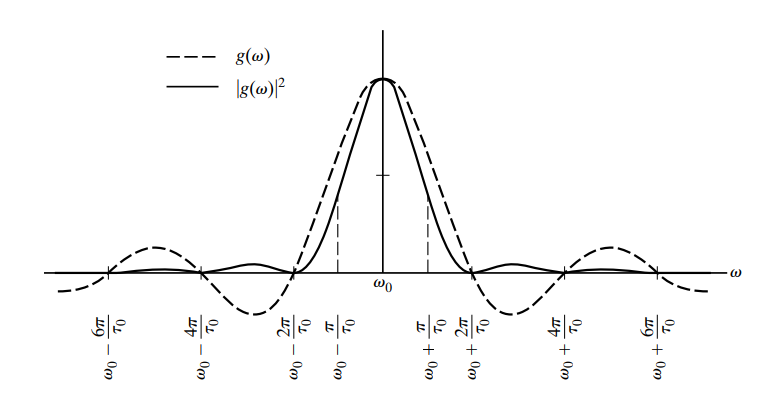 g(ω)
|g(ω)|²
ω
ω₀
ω₀ − 6π/τ₀
ω₀ − 4π/τ₀
ω₀ − 2π/τ₀
ω₀ − π/τ₀
ω₀ + π/τ₀
ω₀ + 2π/τ₀
ω₀ + 4π/τ₀
ω₀ + 6π/τ₀